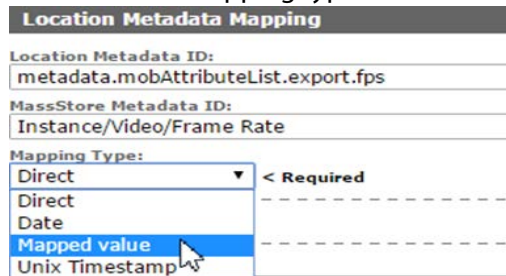 Location Metadata Mapping
Location Metadata ID:
metadata.mobAttributeList.export.fps
MassStore Metadata ID:
Instance/Video/Frame Rate
Mapping Type:
Direct ▼ < Required
Direct
Date
Mapped value
Unix Timestamp